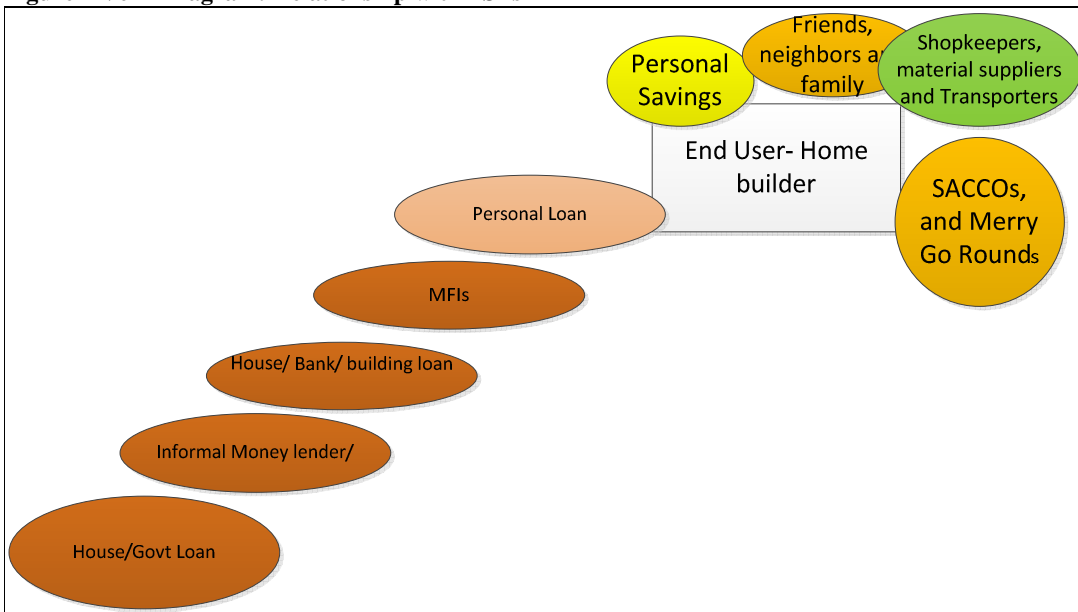 Friends,
neighbors
family
Shopkeepers,
material suppliers
and Transporters
Personal
Savings
End User- Home
builder
SACCOs,
and Merry
Go Rounds
Personal Loan
MFIs
House/ Bank/ building loan
Informal Money lender/
House/Govt Loan